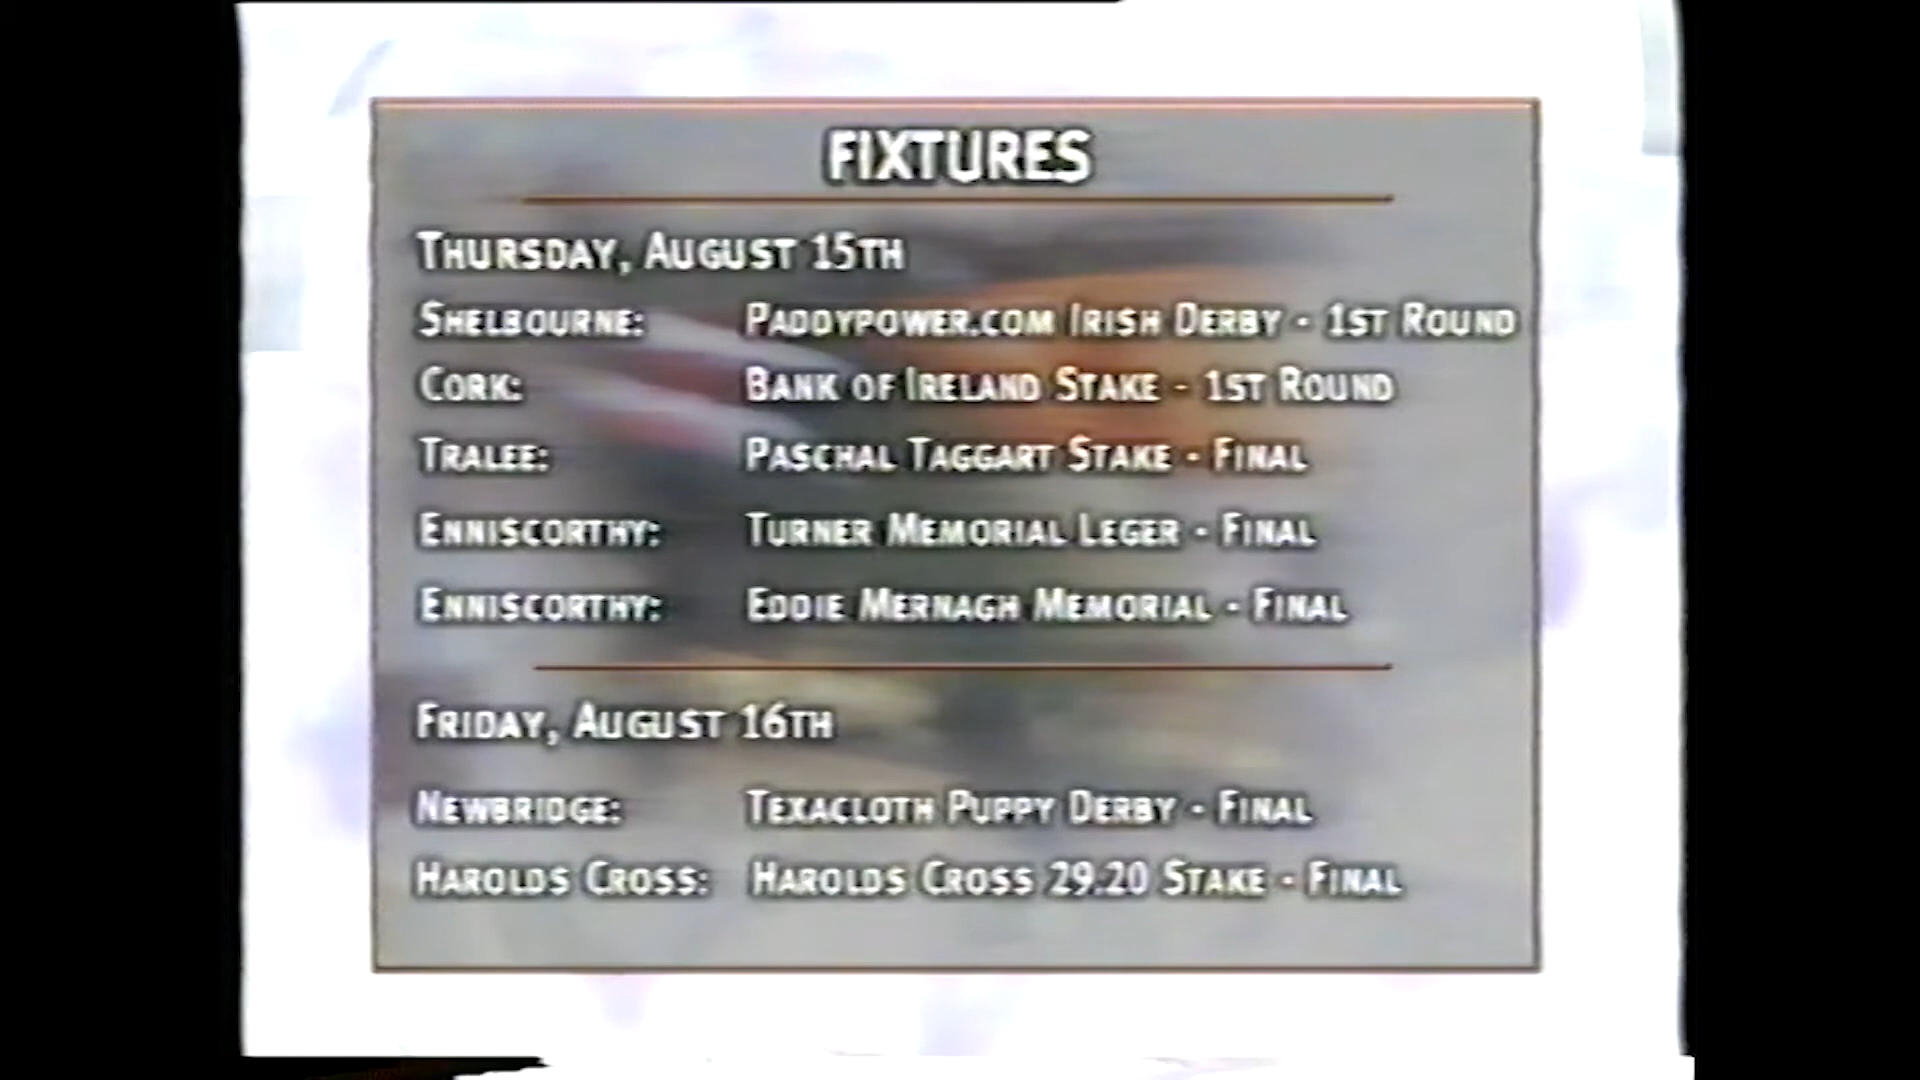 FIXTURES
THURSDAY, AUGUST 15TH
SHELBOURNE: PADDYPOWER.COM IRISH DERBY - 1ST ROUND
CORK: BANK OF IRELAND STAKE - 1ST ROUND
TRALEE: PASCHAL TAGGART STAKE - FINAL
ENNISCORTHY: TURNER MEMORIAL LEGER - FINAL
ENNISCORTHY: EDDIE MERNAGH MEMORIAL - FINAL
FRIDAY, AUGUST 16TH
NEWBRIDGE: TEXACLOTH PUPPY DERBY - FINAL
HAROLDS CROSS: HAROLDS CROSS 29.20 STAKE - FINAL